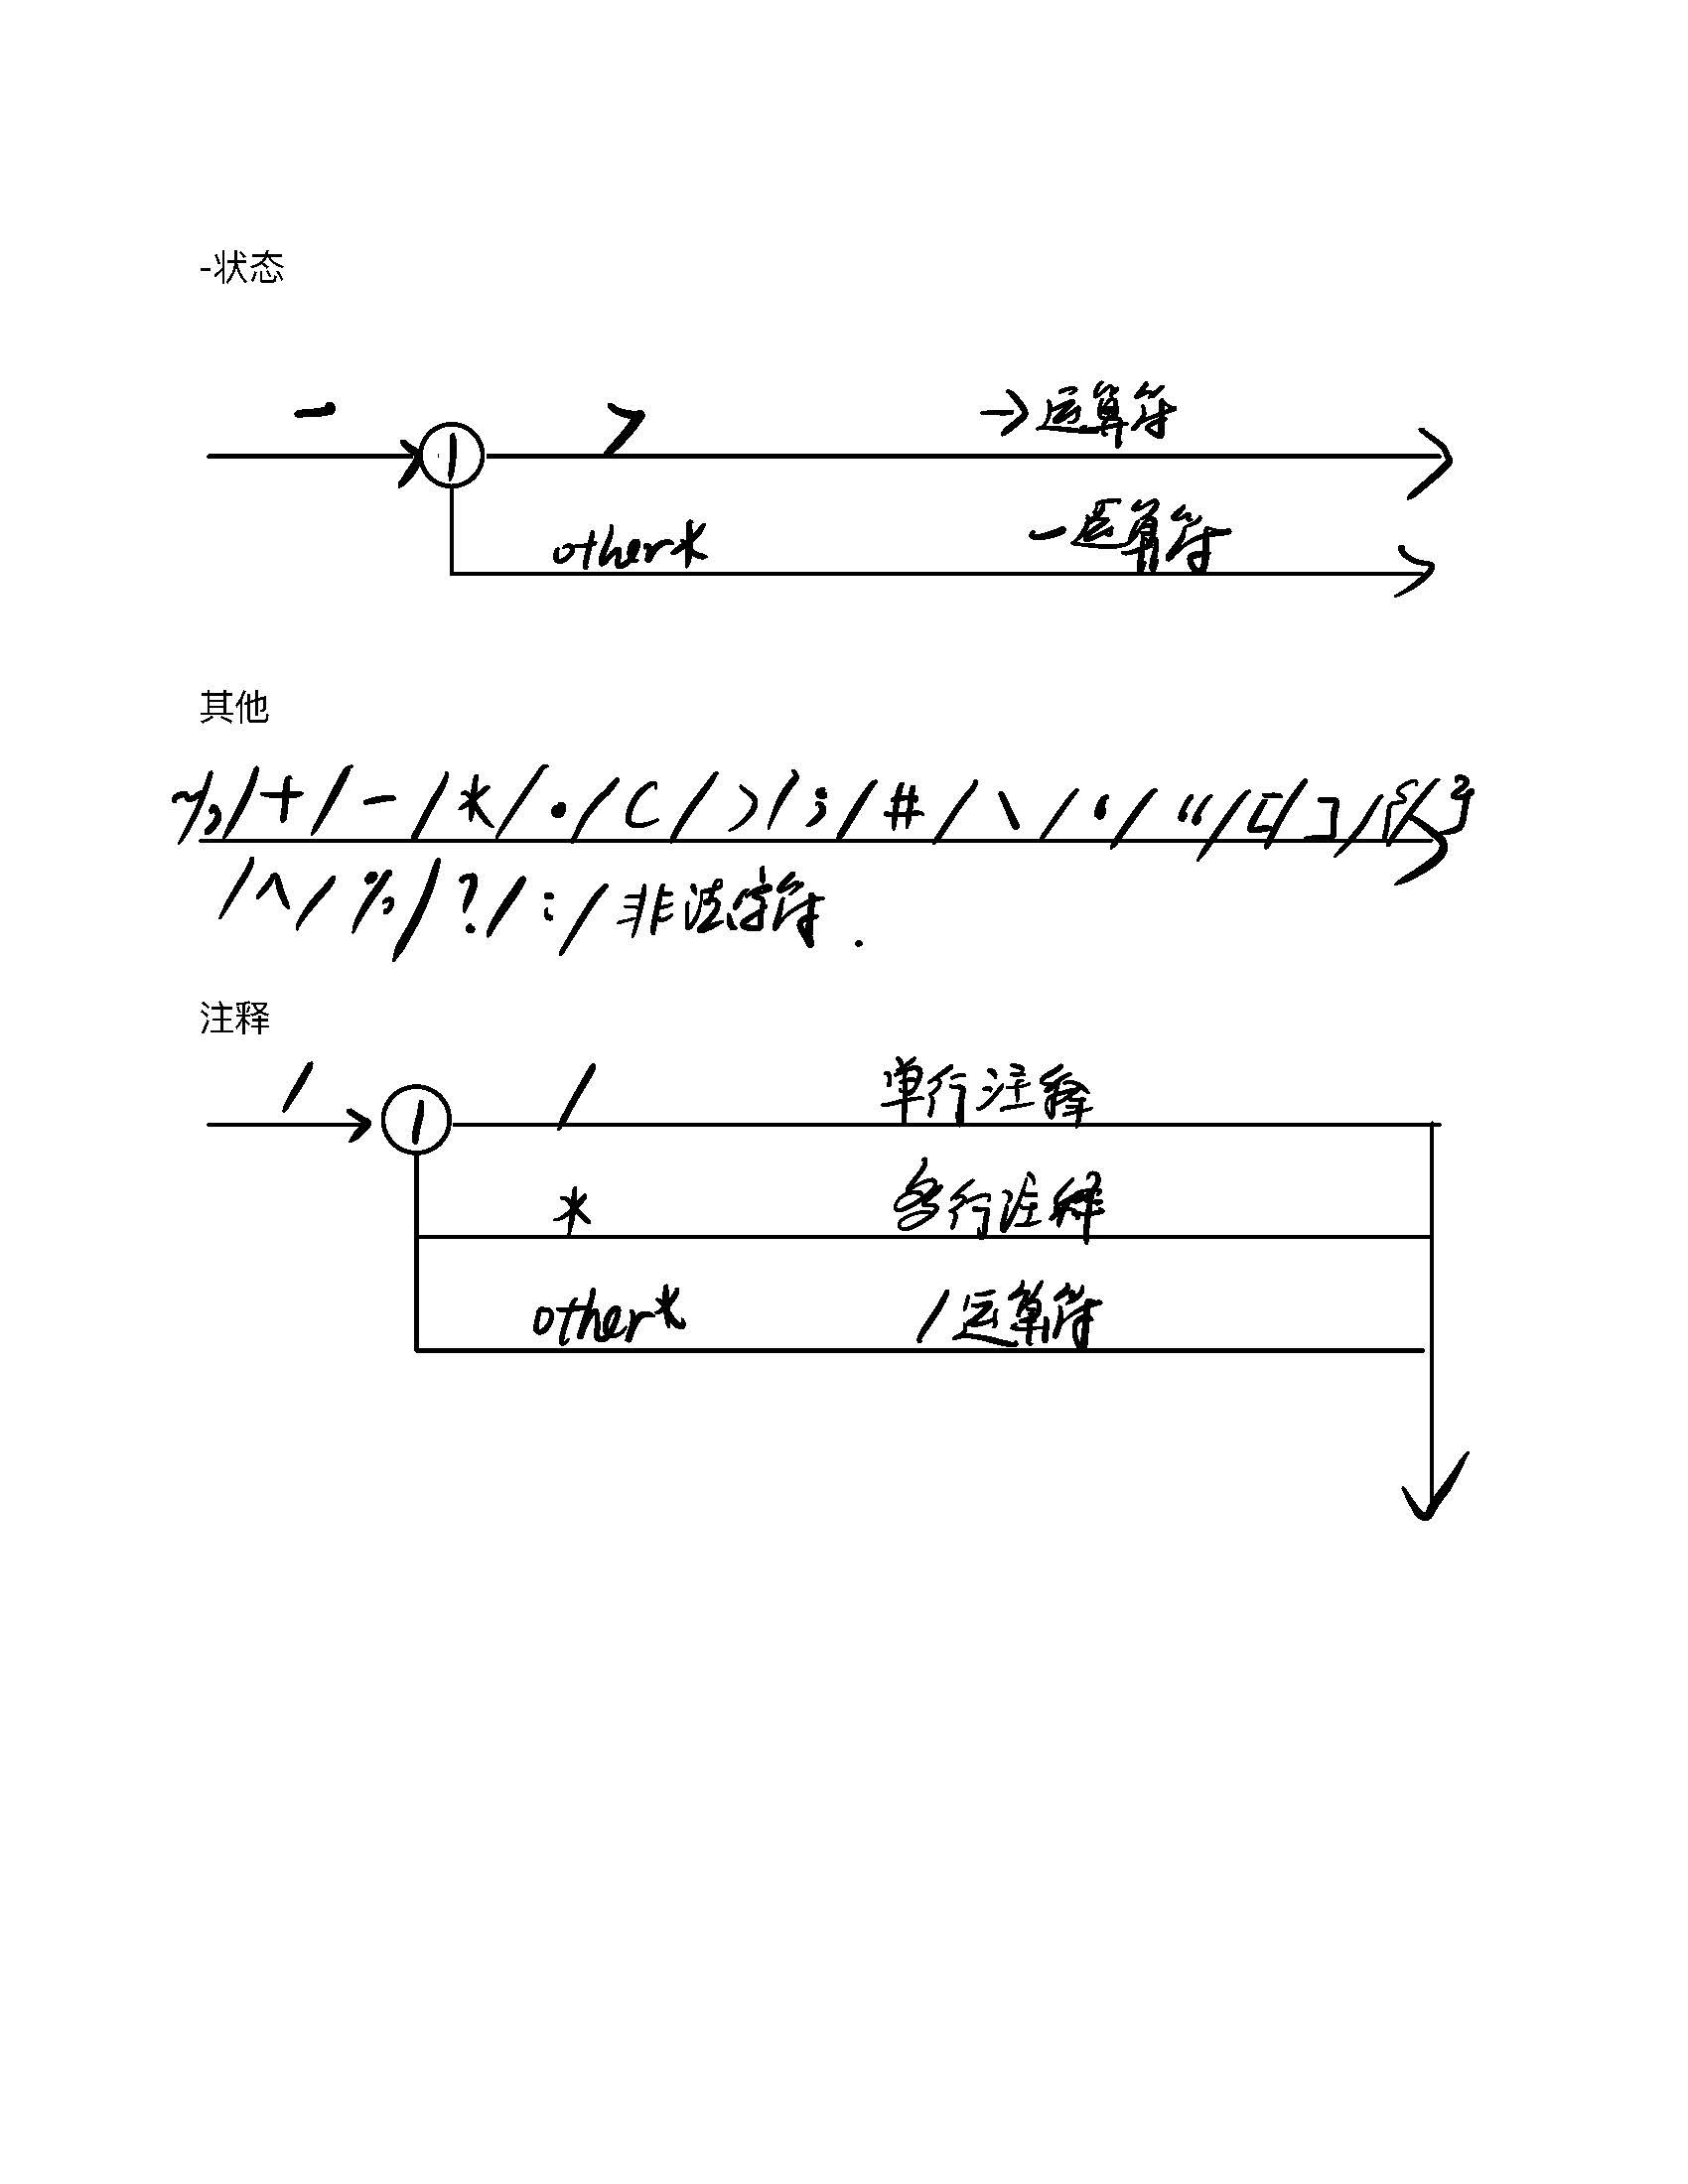 -状态
- > ->运算符
① other* -运算符
其他
~/,/+/-/*/./(/)/;/#/\/‘/“/[/]/{/}
/^/%/?/:/非法字符.
注释
/ ① / 单行注释
* 多行注释
other* /运算符